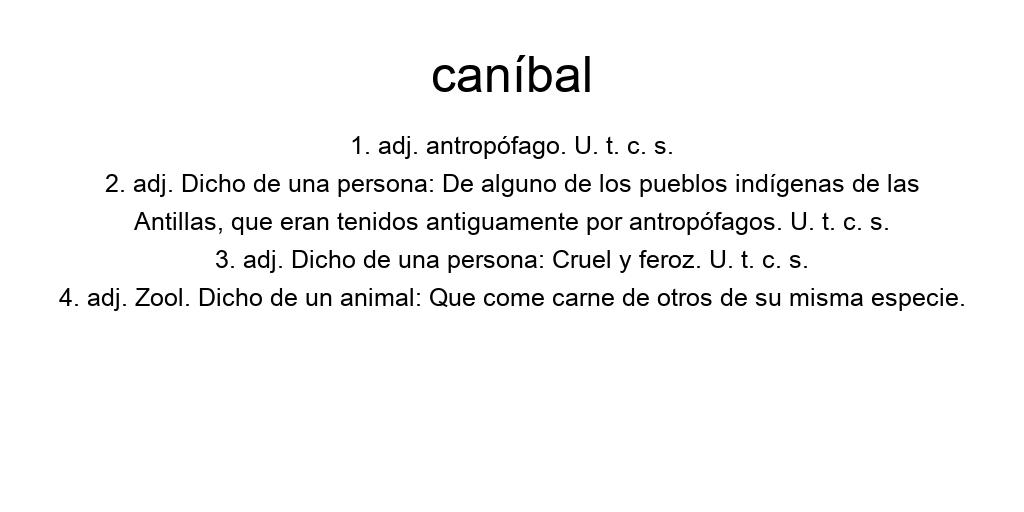 caníbal
1. adj. antropófago. U. t. c. s.
2. adj. Dicho de una persona: De alguno de los pueblos indígenas de las
Antillas, que eran tenidos antiguamente por antropófagos. U. t. c. s.
3. adj. Dicho de una persona: Cruel y feroz. U. t. c. s.
4. adj. Zool. Dicho de un animal: Que come carne de otros de su misma especie.